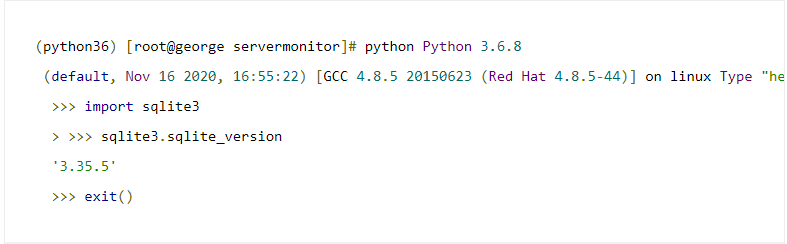 (python36) [root@george servermonitor]# python Python 3.6.8
(default, Nov 16 2020, 16:55:22) [GCC 4.8.5 20150623 (Red Hat 4.8.5-44)] on linux Type "he
>>> import sqlite3
> >>> sqlite3.sqlite_version
'3.35.5'
>>> exit()